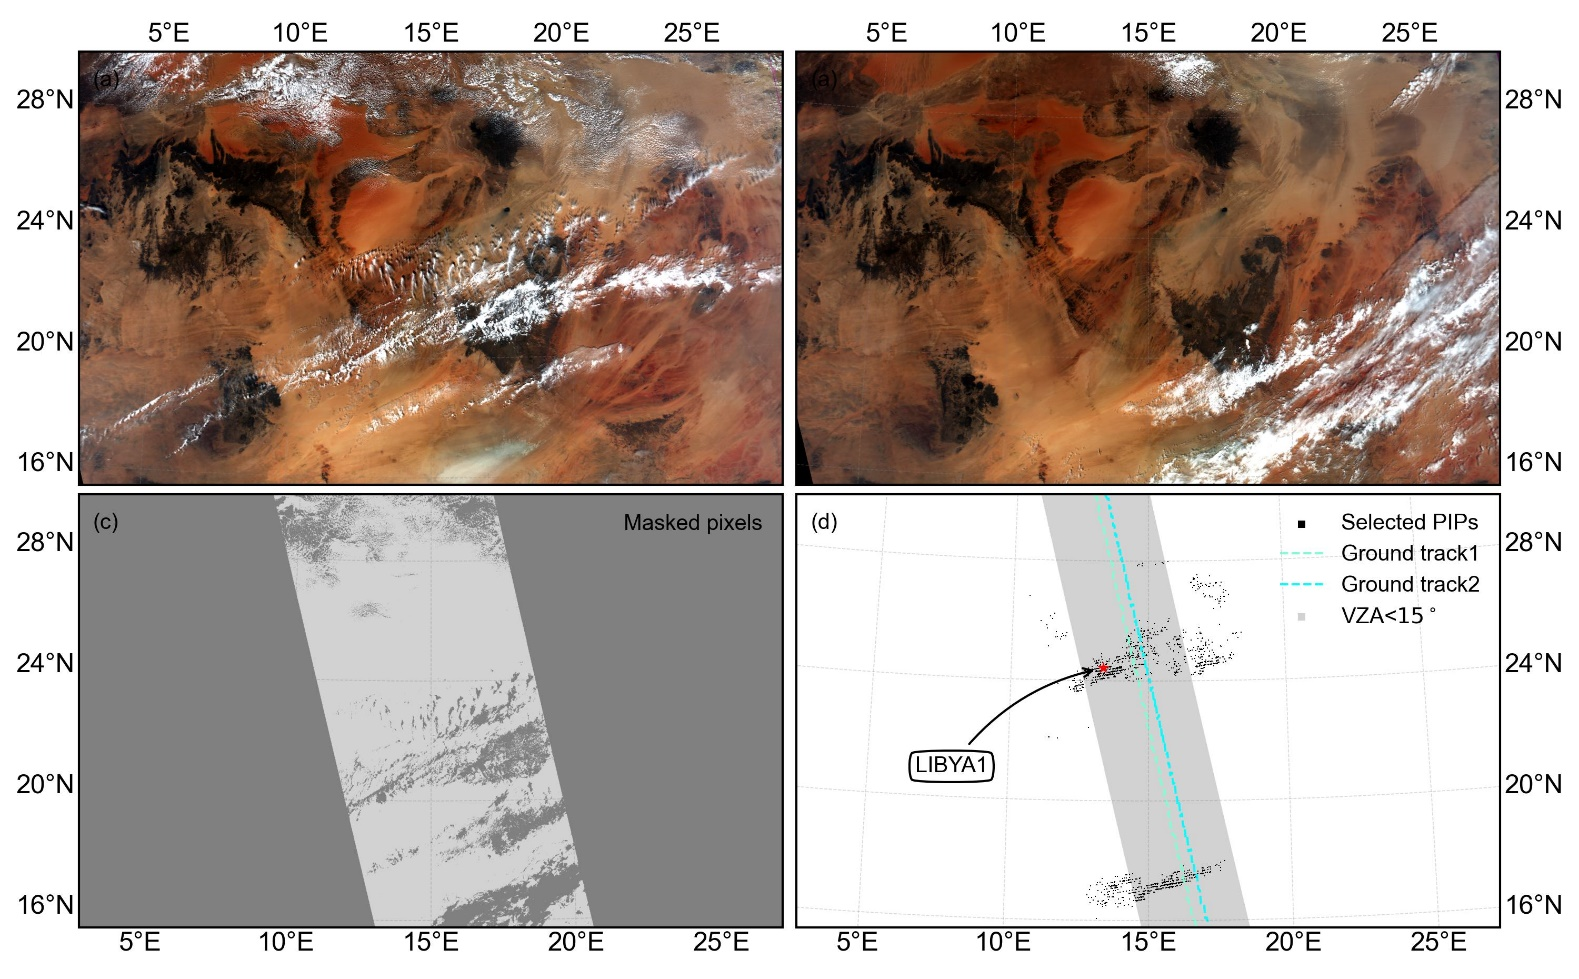 5°E 10°E 15°E 20°E 25°E 5°E 10°E 15°E 20°E 25°E
(a) (a)
28°N 28°N
24°N 24°N
20°N 20°N
16°N 16°N
(c) Masked pixels (d) Selected PIPs
28°N Ground track1 28°N
Ground track2
VZA<15°
24°N 24°N
LIBYA1
20°N 20°N
16°N 16°N
5°E 10°E 15°E 20°E 25°E 5°E 10°E 15°E 20°E 25°E